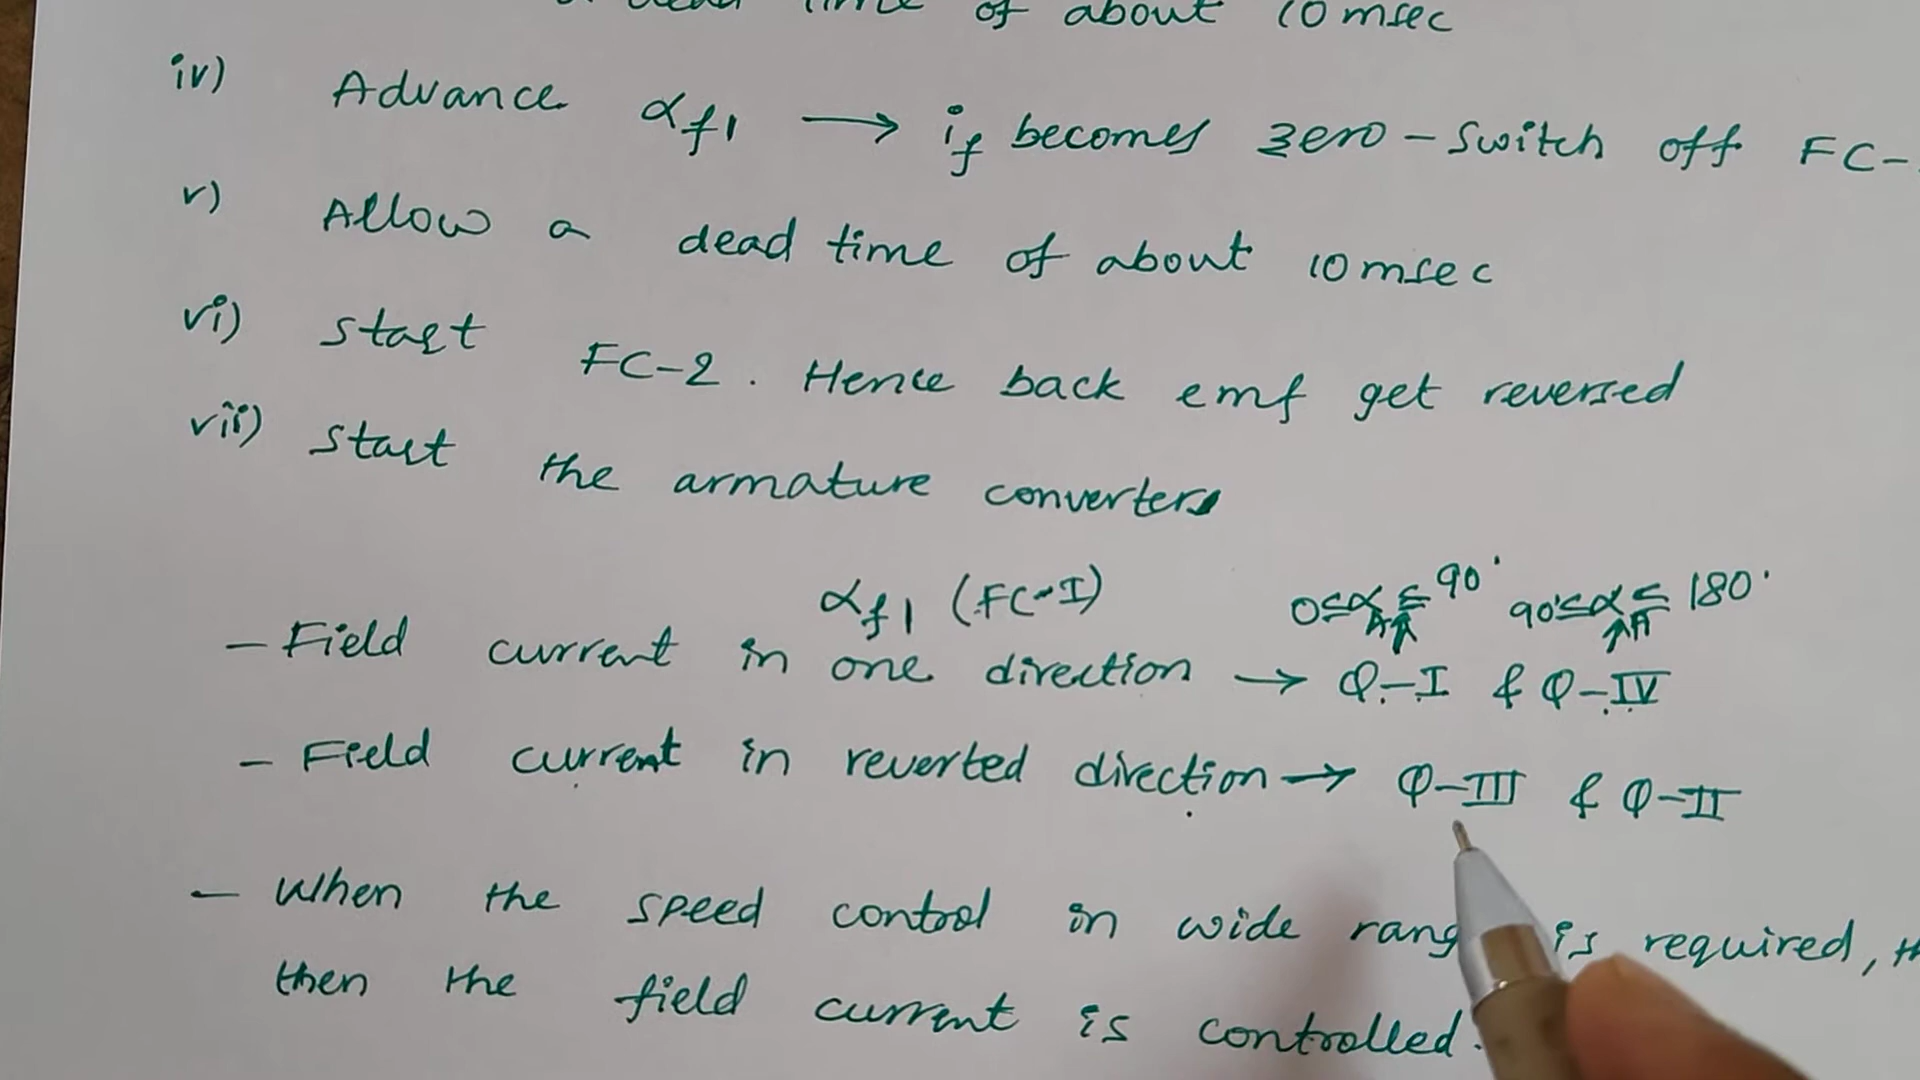 a dead time of about 10 msec
iv) Advance αf1 → if becomes zero – Switch off FC-
v) Allow a dead time of about 10 msec
vi) Start FC-2. Hence back emf get reversed
vii) Start the armature converters
αf1 (FC-I) 0≤α≤90° 90°≤α≤180°
– Field current in one direction → Q-I & Q-IV
– Field current in reverted direction → Q-III & Q-II
– When the speed control in wide rang is required,
then the field current is controlled.